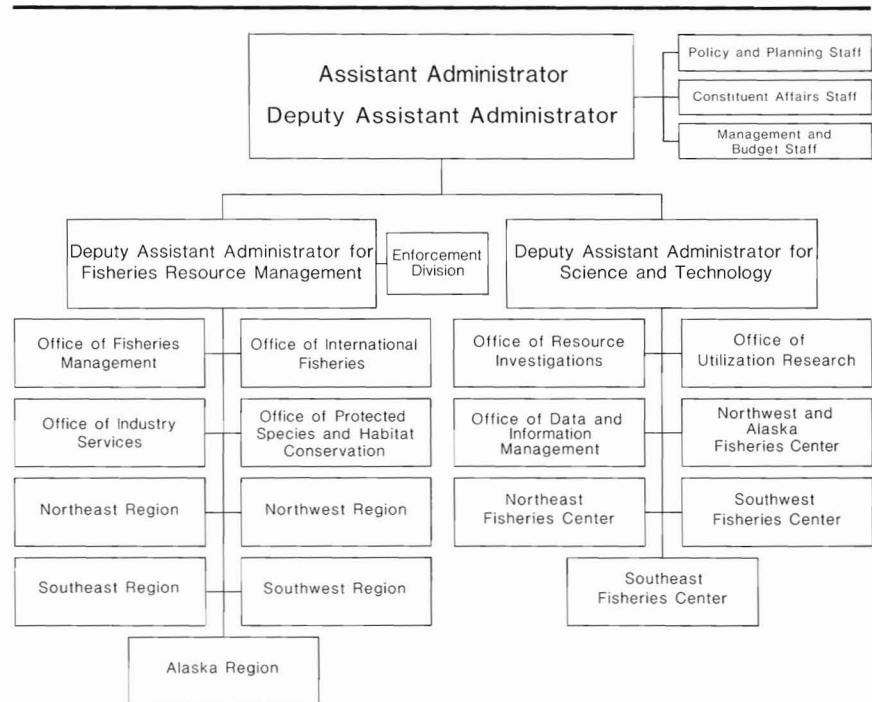 Assistant Administrator
Deputy Assistant Administrator
Policy and Planning Staff
Constituent Affairs Staff
Management and
Budget Staff
Deputy Assistant Administrator for
Fisheries Resource Management
Enforcement
Division
Deputy Assistant Administrator for
Science and Technology
Office of Fisheries
Management
Office of International
Fisheries
Office of Industry
Services
Office of Protected
Species and Habitat
Conservation
Northeast Region
Northwest Region
Southeast Region
Southwest Region
Alaska Region
Office of Resource
Investigations
Office of
Utilization Research
Office of Data and
Information
Management
Northwest and
Alaska
Fisheries Center
Northeast
Fisheries Center
Southwest
Fisheries Center
Southeast
Fisheries Center